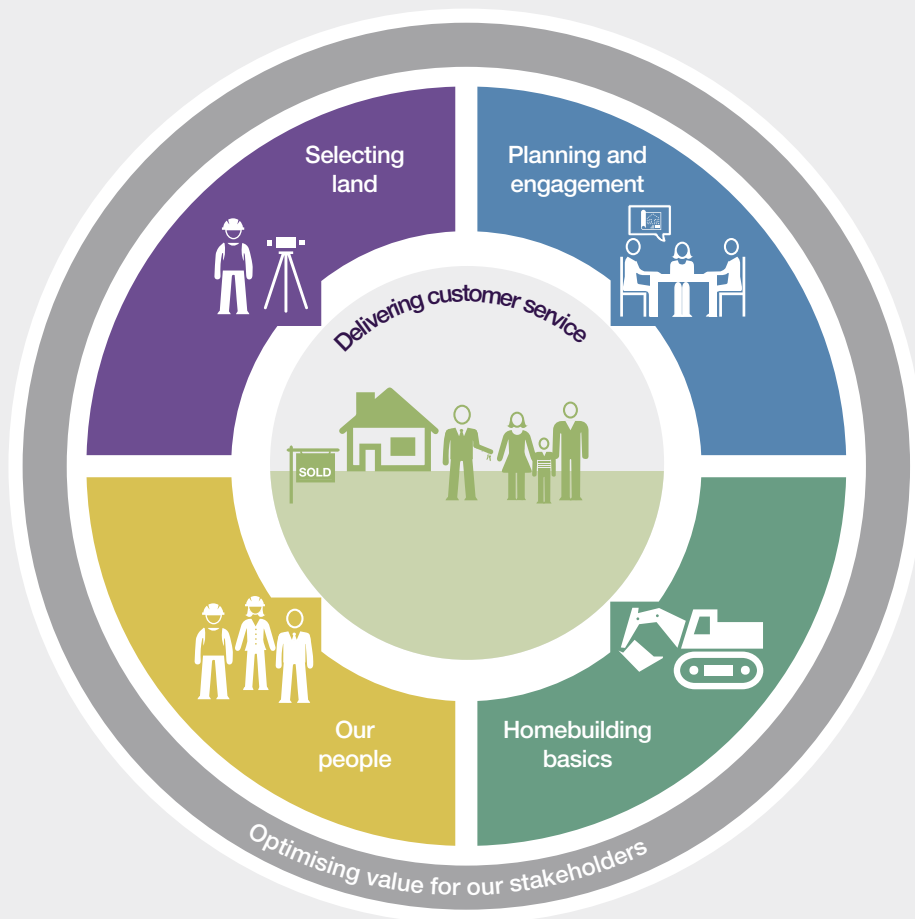 Selecting
land
Planning and
engagement
Delivering customer service
SOLD
Our
people
Homebuilding
basics
Optimising value for our stakeholders